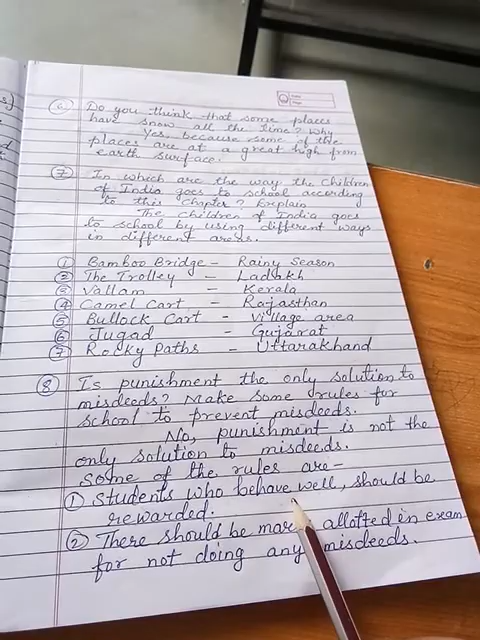 ⑥ Do you think that some places
have snow all the time? Why
Yes, because some of the
places are at a great high from
earth surface.
⑦ In which are the way the children
of India goes to school according
to this chapter? Explain
The children of India goes
to school by using different ways
in different areas.
① Bamboo Bridge - Rainy Season
② The Trolley - Ladakh
③ Vallam - Kerala
④ Camel Cart - Rajasthan
⑤ Bullock Cart - Village area
⑥ Jugad - Gujarat
⑦ Rocky Paths - Uttarakhand
⑧ Is punishment the only solution to
misdeeds? Make some rules for
school to prevent misdeeds.
No, punishment is not the
only solution to misdeeds.
Some of the rules are-
① Students who behave well, should be
rewarded.
② There should be allotted in exam
for not doing any misdeeds.